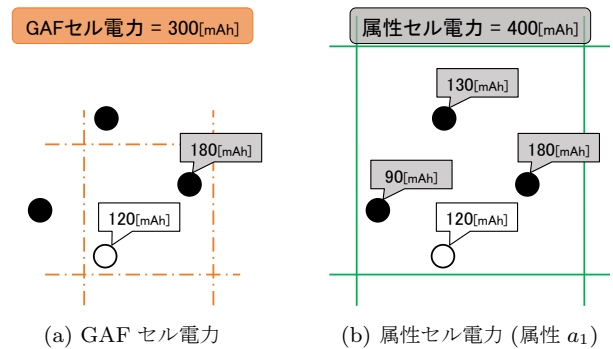 GAFセル電力 = 300[mAh]
属性セル電力 = 400[mAh]
130[mAh]
180[mAh]
180[mAh]
90[mAh]
120[mAh]
120[mAh]
(a) GAF セル電力
(b) 属性セル電力 (属性 a₁)